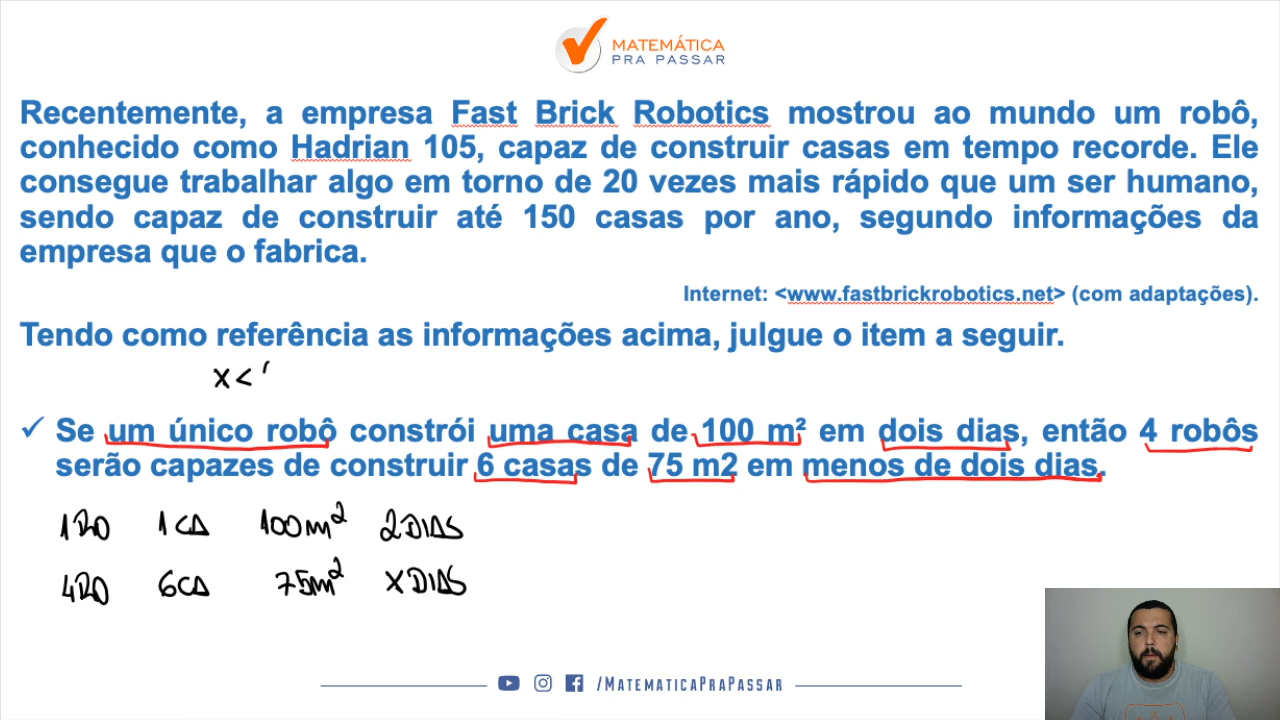 MATEMÁTICA
PRA PASSAR
Recentemente, a empresa Fast Brick Robotics mostrou ao mundo um robô,
conhecido como Hadrian 105, capaz de construir casas em tempo recorde. Ele
consegue trabalhar algo em torno de 20 vezes mais rápido que um ser humano,
sendo capaz de construir até 150 casas por ano, segundo informações da
empresa que o fabrica.
Internet: <www.fastbrickrobotics.net> (com adaptações).
Tendo como referência as informações acima, julgue o item a seguir.
x <
✓ Se um único robô constrói uma casa de 100 m² em dois dias, então 4 robôs
serão capazes de construir 6 casas de 75 m2 em menos de dois dias.
1RO 1CA 100m² 2DIAS
4RO 6CA 75m² XDIAS
/MATEMATICAPRAPASSAR